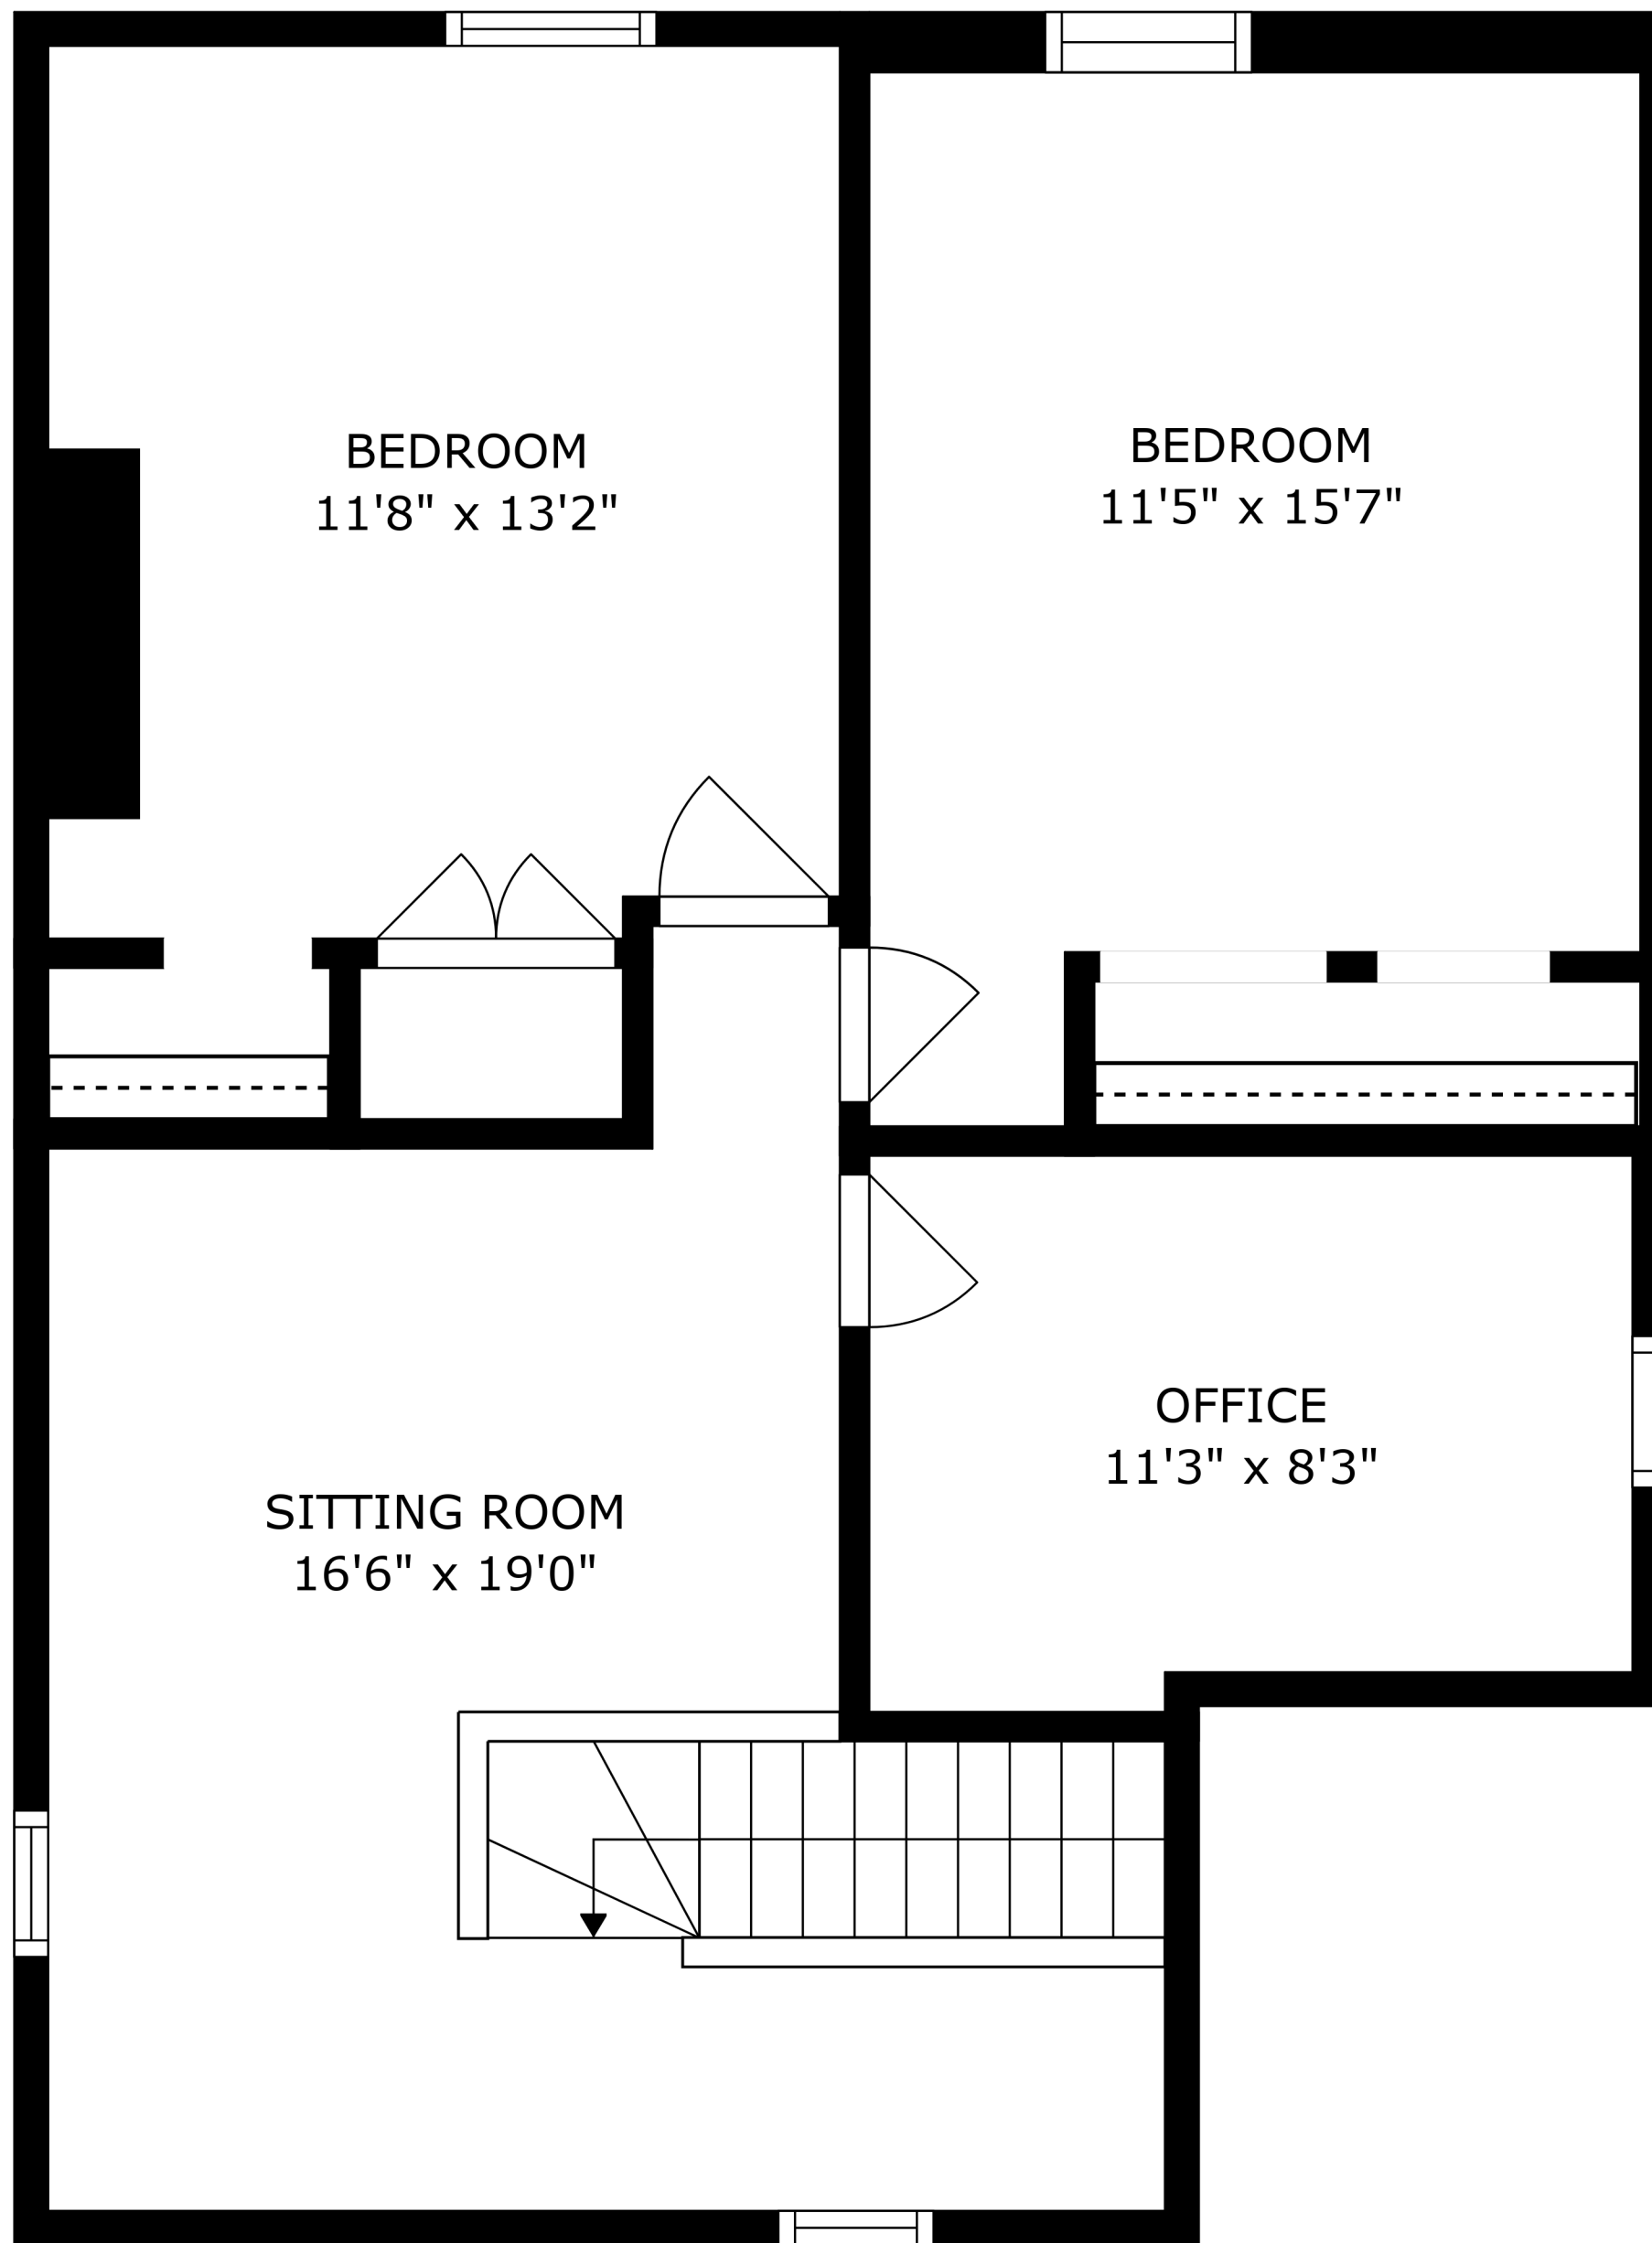 BEDROOM
11'8" x 13'2"
BEDROOM
11'5" x 15'7"
OFFICE
11'3" x 8'3"
SITTING ROOM
16'6" x 19'0"